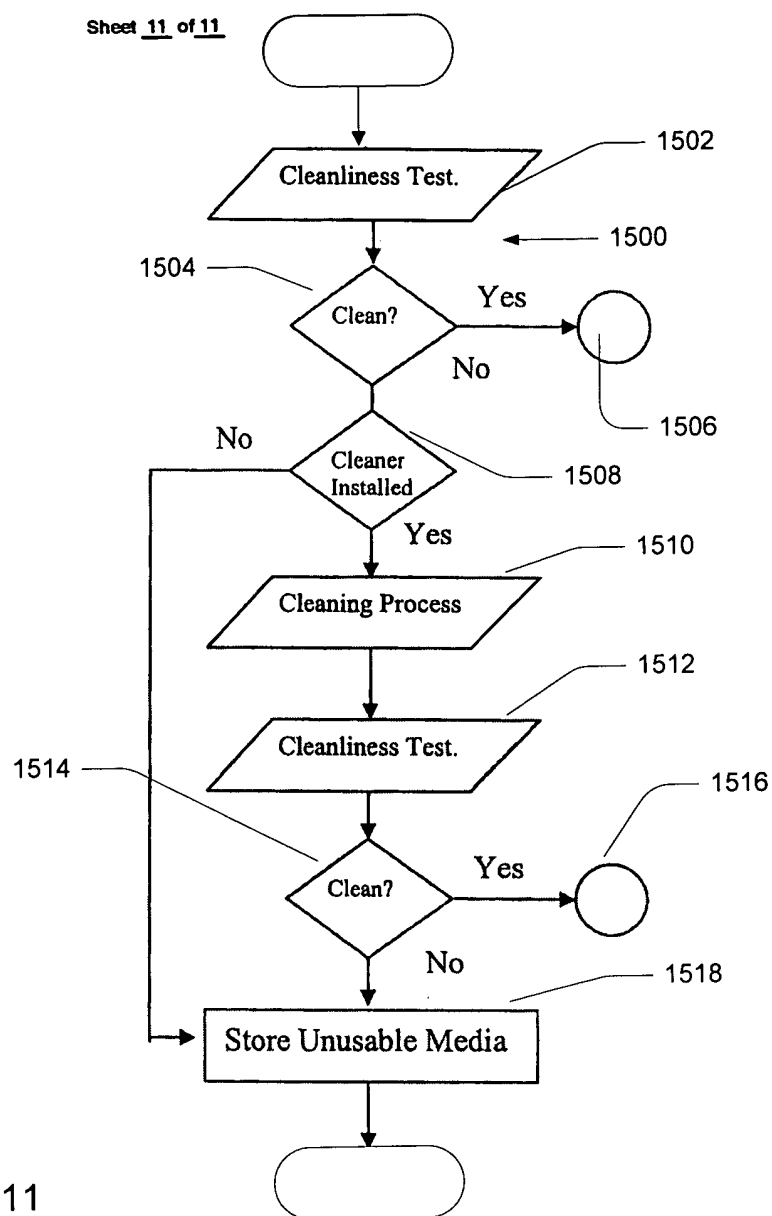 Sheet 11 of 11
1502
Cleanliness Test.
1500
1504
Clean?
Yes
No
1506
No
Cleaner
Installed
1508
Yes
1510
Cleaning Process
1512
Cleanliness Test.
1514
1516
Clean?
Yes
No
1518
Store Unusable Media
11